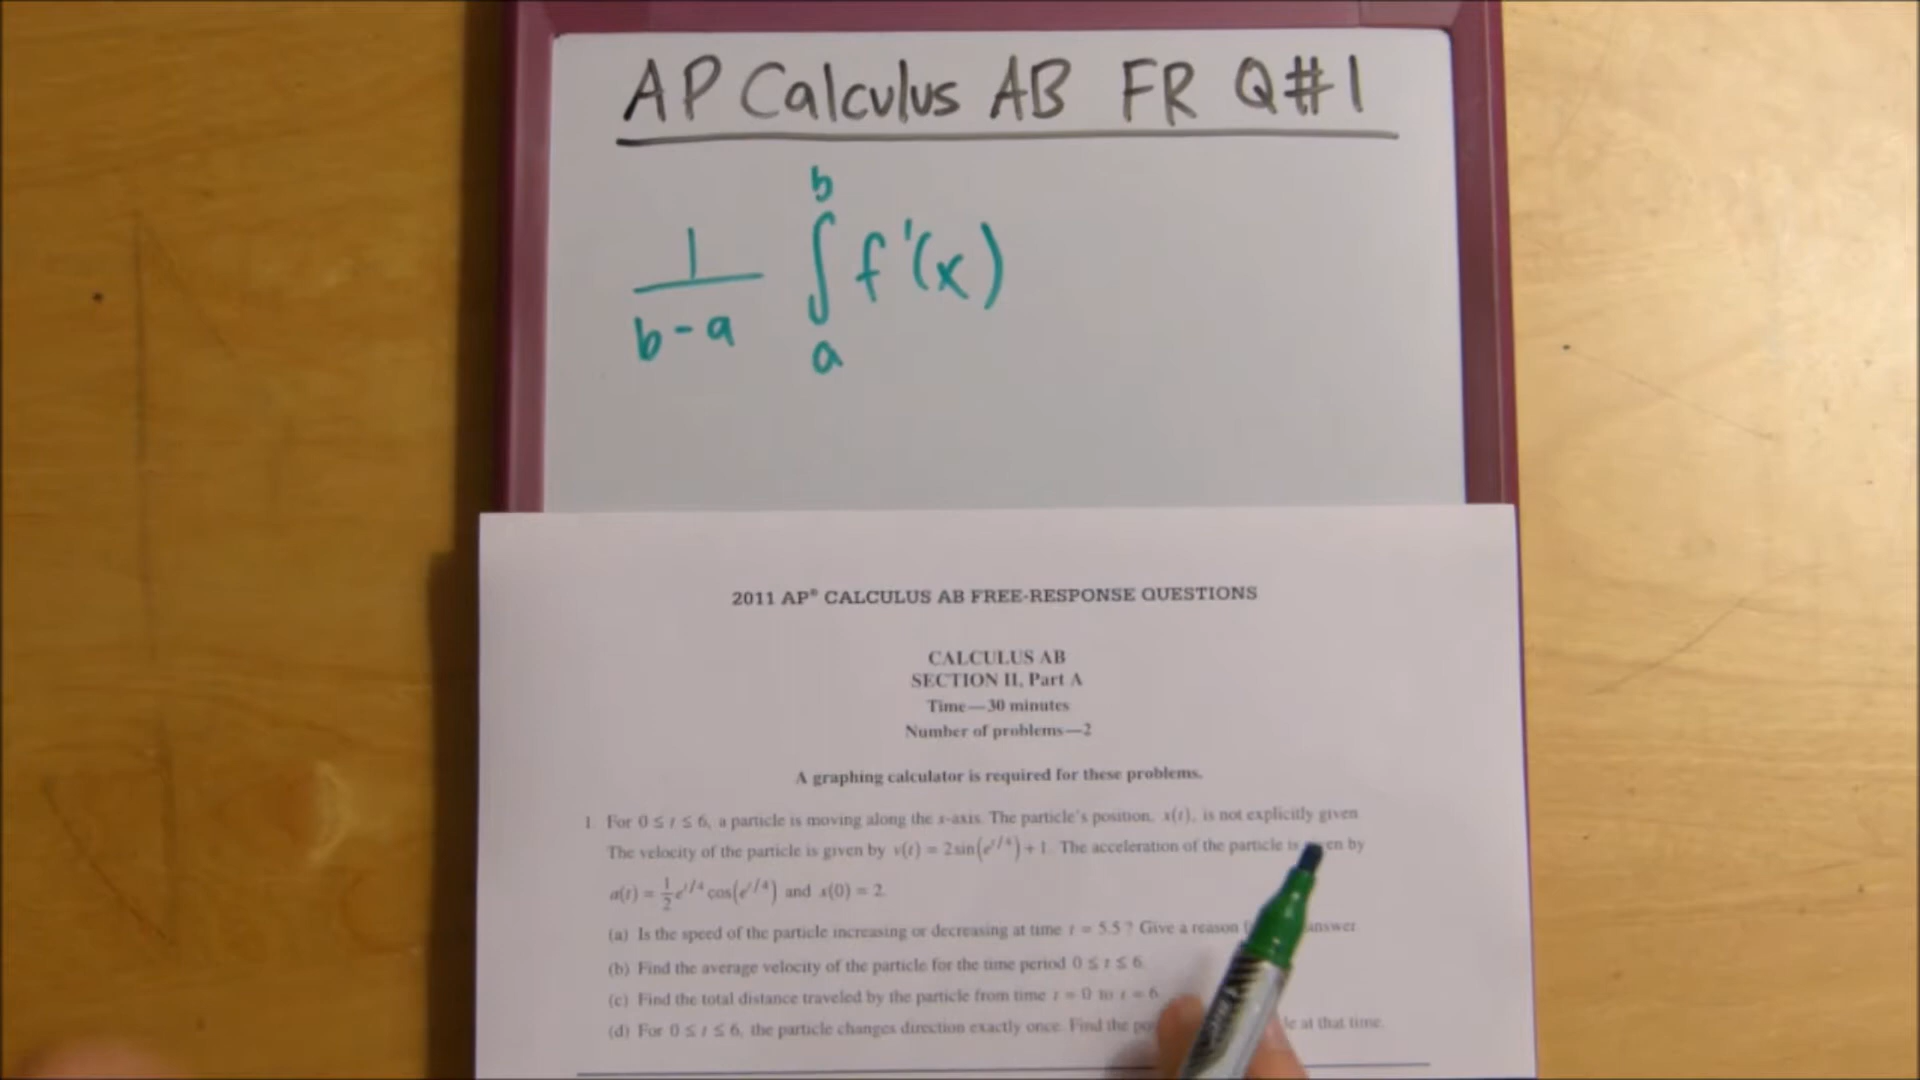 AP Calculus AB FR Q#1
1/(b-a) ∫_a^b f'(x)
2011 AP® CALCULUS AB FREE-RESPONSE QUESTIONS
CALCULUS AB
SECTION II, Part A
Time—30 minutes
Number of problems—2
A graphing calculator is required for these problems.
1. For 0 ≤ t ≤ 6, a particle is moving along the x-axis. The particle's position, x(t), is not explicitly given.
The velocity of the particle is given by v(t) = 2sin(e^(t/4)) + 1. The acceleration of the particle is by
a(t) = 1/2 e^(t/4) cos(e^(t/4)) and x(0) = 2.
(a) Is the speed of the particle increasing or decreasing at time t = 5.5 ? Give a reason answer.
(b) Find the average velocity of the particle for the time period 0 ≤ t ≤ 6.
(c) Find the total distance traveled by the particle from time t = 0 to t = 6.
(d) For 0 ≤ t ≤ 6, the particle changes direction exactly once. Find the at that time.